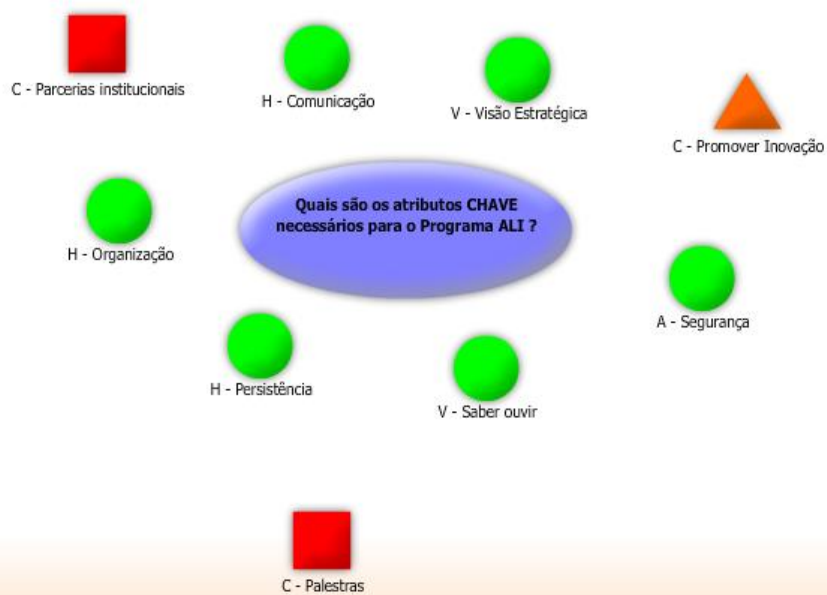 C - Parcerias institucionais
H - Comunicação
V - Visão Estratégica
C - Promover Inovação
Quais são os atributos CHAVE
necessários para o Programa ALI ?
H - Organização
A - Segurança
H - Persistência
V - Saber ouvir
C - Palestras